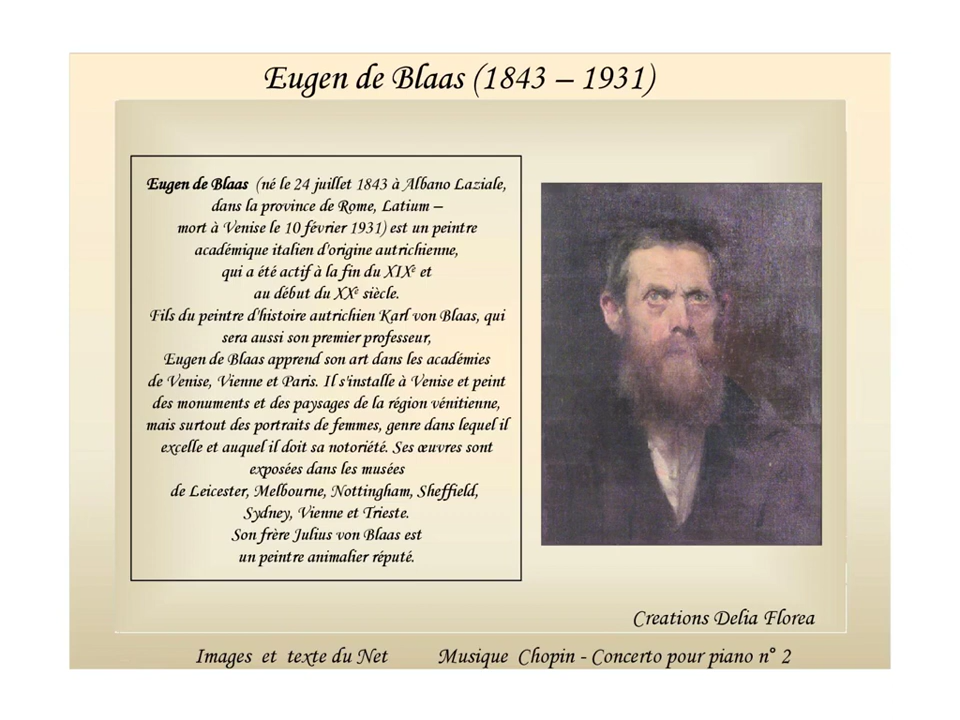 Eugen de Blaas (1843 – 1931)
Eugen de Blaas (né le 24 juillet 1843 à Albano Laziale,
dans la province de Rome, Latium –
mort à Venise le 10 février 1931) est un peintre
académique italien d'origine autrichienne,
qui a été actif à la fin du XIXe et
au début du XXe siècle.
Fils du peintre d'histoire autrichien Karl von Blaas, qui
sera aussi son premier professeur,
Eugen de Blaas apprend son art dans les académies
de Venise, Vienne et Paris. Il s'installe à Venise et peint
des monuments et des paysages de la région vénitienne,
mais surtout des portraits de femmes, genre dans lequel il
excelle et auquel il doit sa notoriété. Ses œuvres sont
exposées dans les musées
de Leicester, Melbourne, Nottingham, Sheffield,
Sydney, Vienne et Trieste.
Son frère Julius von Blaas est
un peintre animalier réputé.
Creations Delia Florea
Images et texte du Net Musique Chopin - Concerto pour piano n° 2